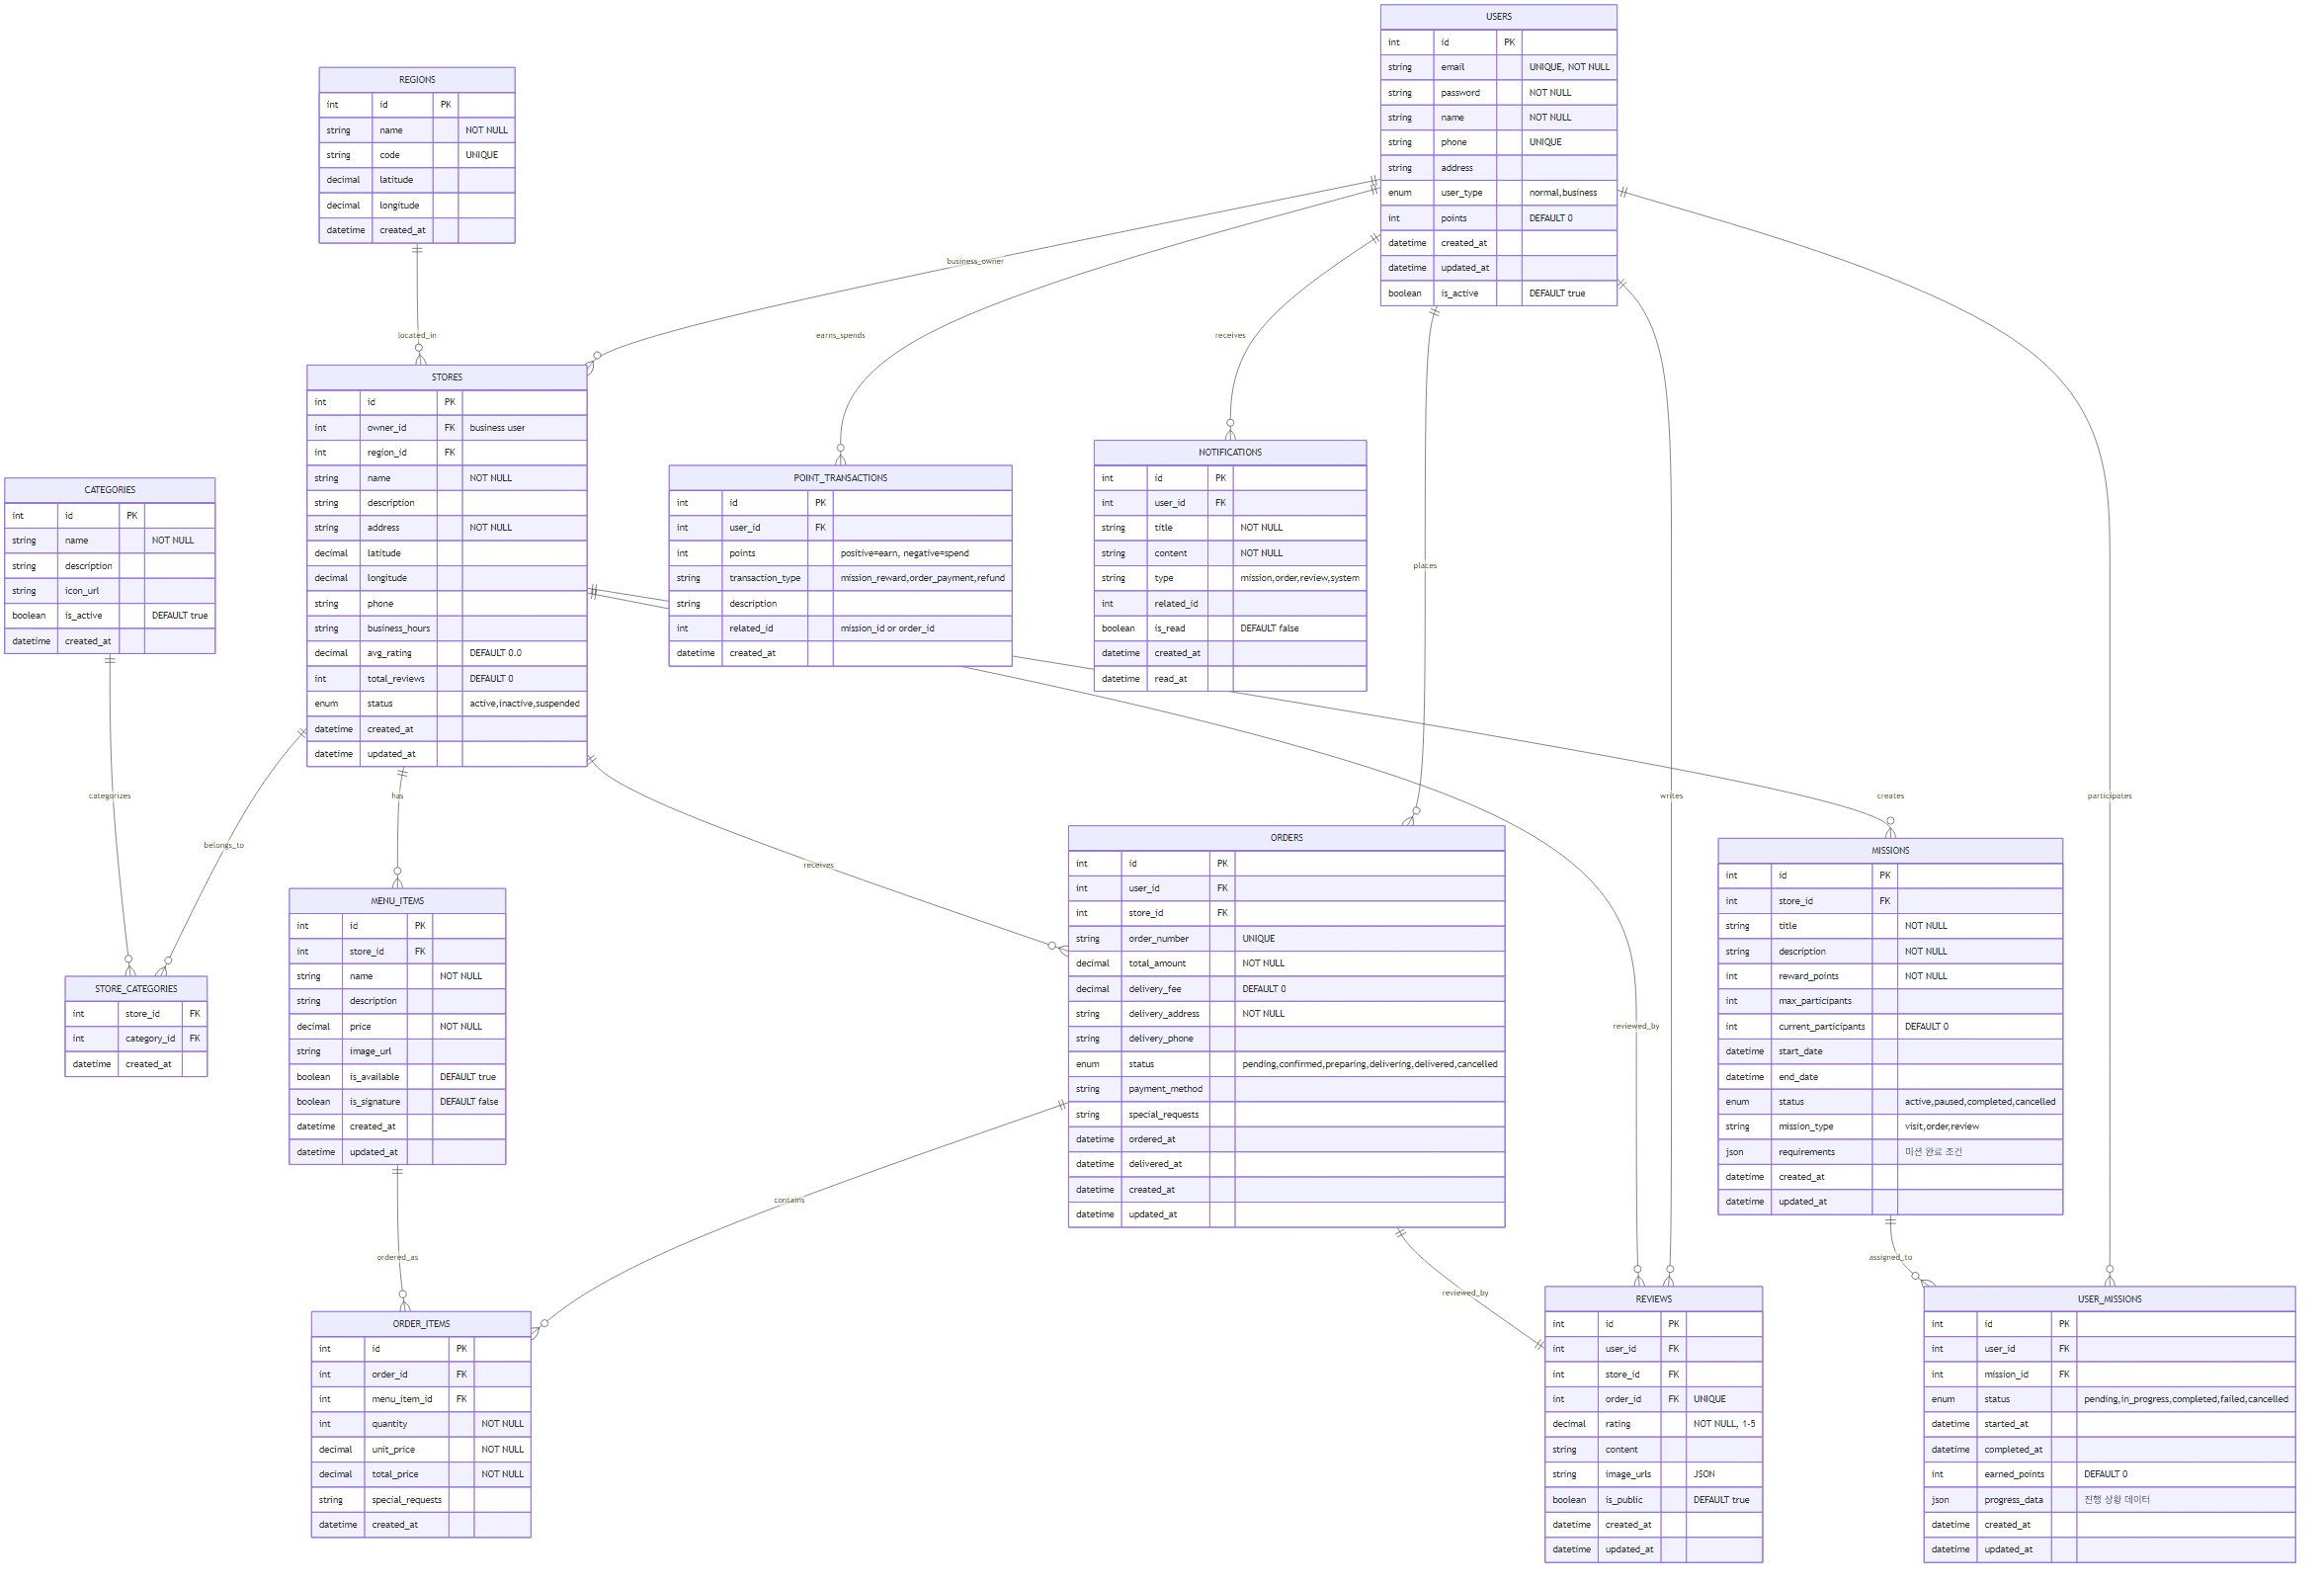 USERS
int id PK
string email UNIQUE, NOT NULL
string password NOT NULL
string name NOT NULL
string phone UNIQUE
string address
enum user_type normal,business
int points DEFAULT 0
datetime created_at
datetime updated_at
boolean is_active DEFAULT true
REGIONS
int id PK
string name NOT NULL
string code UNIQUE
decimal latitude
decimal longitude
datetime created_at
business_owner
located_in
earns_spends
receives
STORES
int id PK
int owner_id FK business user
int region_id FK
string name NOT NULL
string description
string address NOT NULL
decimal latitude
decimal longitude
string phone
string business_hours
decimal avg_rating DEFAULT 0.0
int total_reviews DEFAULT 0
enum status active,inactive,suspended
datetime created_at
datetime updated_at
CATEGORIES
int id PK
string name NOT NULL
string description
string icon_url
boolean is_active DEFAULT true
datetime created_at
POINT_TRANSACTIONS
int id PK
int user_id FK
int points positive=earn, negative=spend
string transaction_type mission_reward,order_payment,refund
string description
int related_id mission_id or order_id
datetime created_at
NOTIFICATIONS
int id PK
int user_id FK
string title NOT NULL
string content NOT NULL
string type mission,order,review,system
int related_id
boolean is_read DEFAULT false
datetime created_at
datetime read_at
places
categorizes
has
writes
creates
participates
belongs_to
receives
MENU_ITEMS
int id PK
int store_id FK
string name NOT NULL
string description
decimal price NOT NULL
string image_url
boolean is_available DEFAULT true
boolean is_signature DEFAULT false
datetime created_at
datetime updated_at
STORE_CATEGORIES
int store_id FK
int category_id FK
datetime created_at
ORDERS
int id PK
int user_id FK
int store_id FK
string order_number UNIQUE
decimal total_amount NOT NULL
decimal delivery_fee DEFAULT 0
string delivery_address NOT NULL
string delivery_phone
enum status pending,confirmed,preparing,delivering,delivered,cancelled
string payment_method
string special_requests
datetime ordered_at
datetime delivered_at
datetime created_at
datetime updated_at
MISSIONS
int id PK
int store_id FK
string title NOT NULL
string description NOT NULL
int reward_points NOT NULL
int max_participants
int current_participants DEFAULT 0
datetime start_date
datetime end_date
enum status active,paused,completed,cancelled
string mission_type visit,order,review
json requirements 미션 완료 조건
datetime created_at
datetime updated_at
reviewed_by
contains
ordered_as
reviewed_by
assigned_to
ORDER_ITEMS
int id PK
int order_id FK
int menu_item_id FK
int quantity NOT NULL
decimal unit_price NOT NULL
decimal total_price NOT NULL
string special_requests
datetime created_at
REVIEWS
int id PK
int user_id FK
int store_id FK
int order_id FK UNIQUE
decimal rating NOT NULL, 1-5
string content
string image_urls JSON
boolean is_public DEFAULT true
datetime created_at
datetime updated_at
USER_MISSIONS
int id PK
int user_id FK
int mission_id FK
enum status pending,in_progress,completed,failed,cancelled
datetime started_at
datetime completed_at
int earned_points DEFAULT 0
json progress_data 진행 상황 데이터
datetime created_at
datetime updated_at